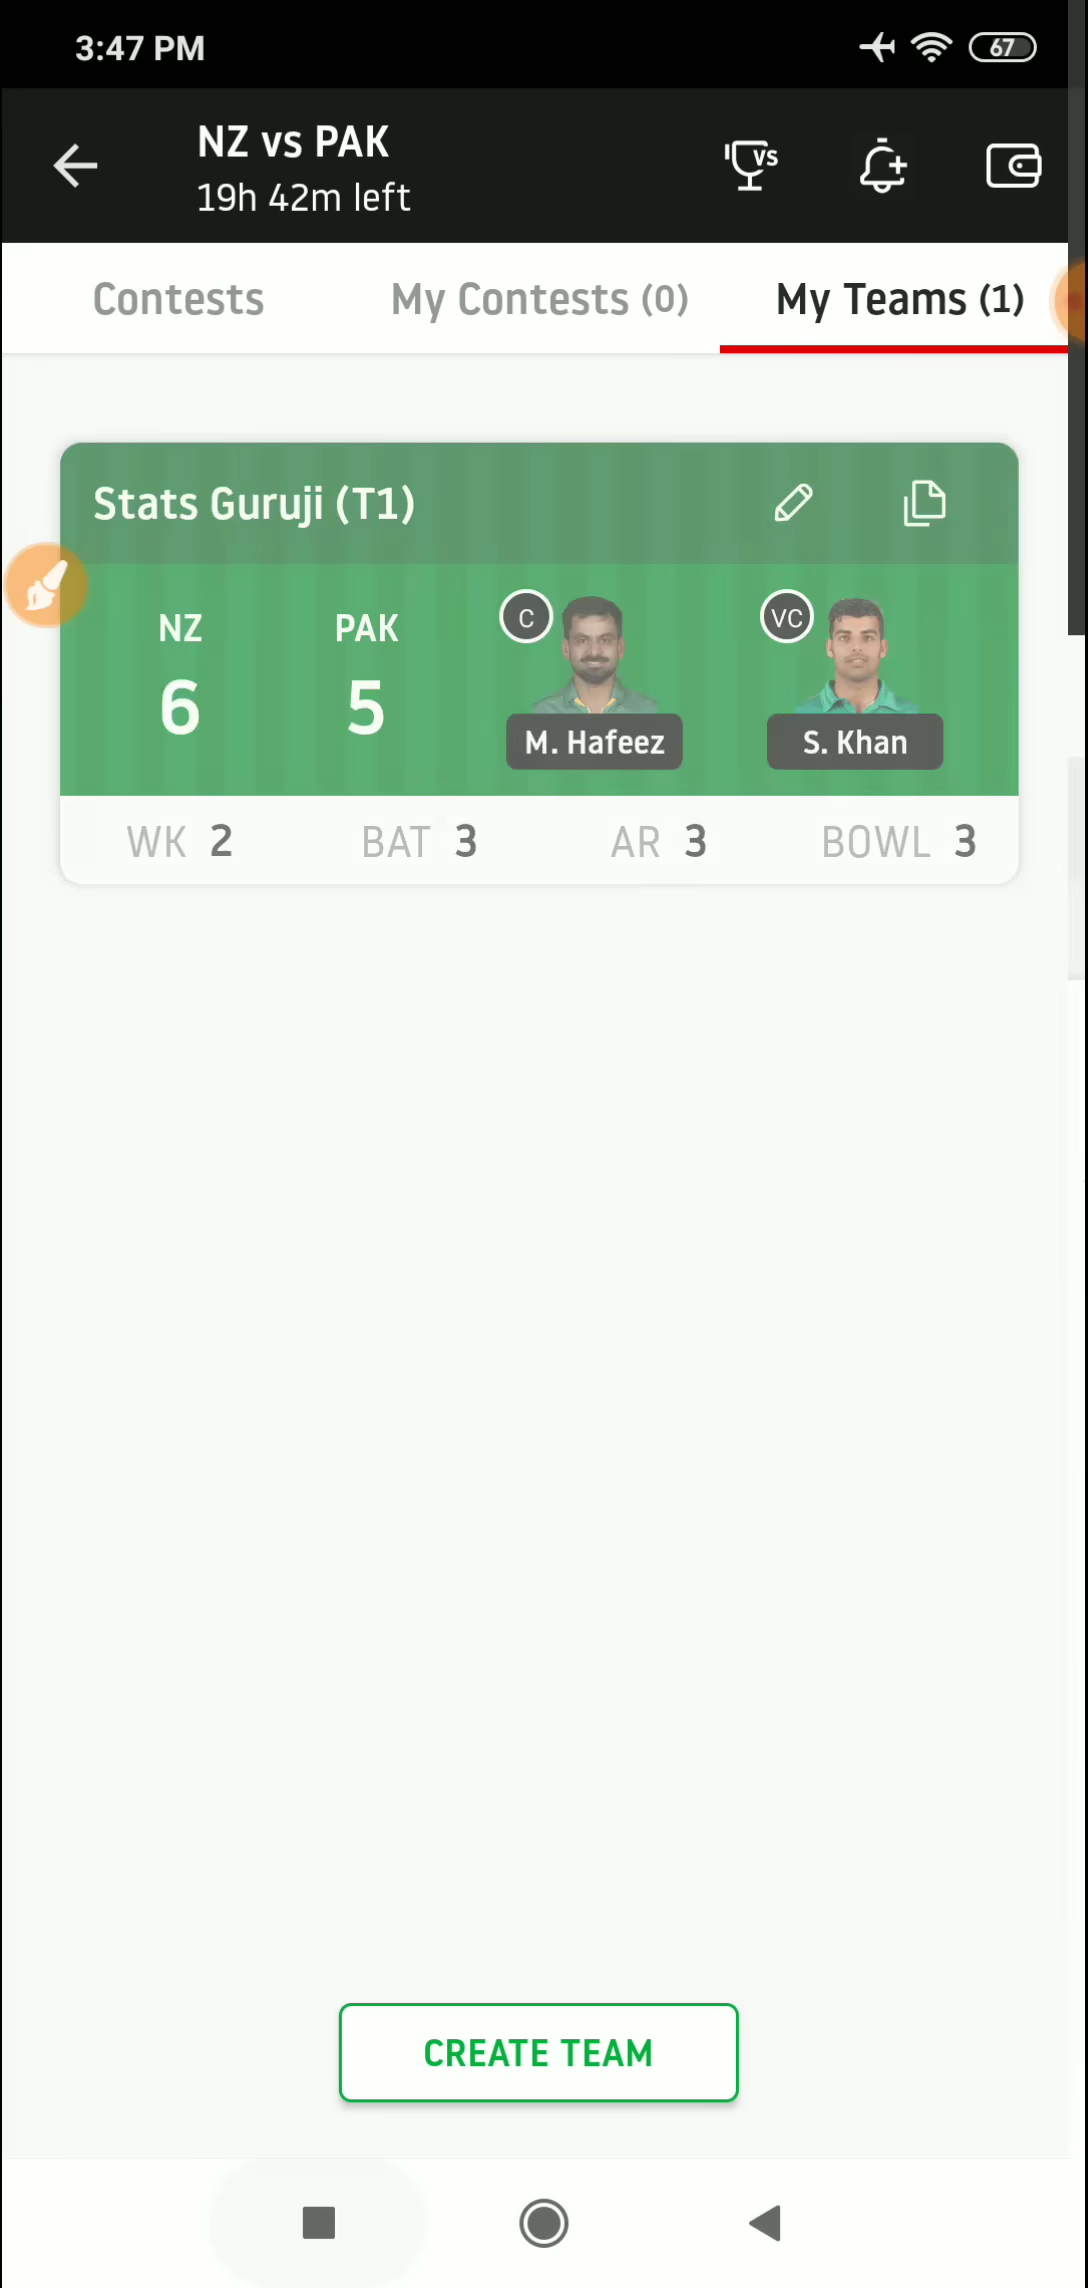 3:47 PM
67
NZ vs PAK
19h 42m left
VS
Contests
My Contests (0)
My Teams (1)
Stats Guruji (T1)
NZ
6
PAK
5
C
M. Hafeez
VC
S. Khan
WK 2
BAT 3
AR 3
BOWL 3
CREATE TEAM